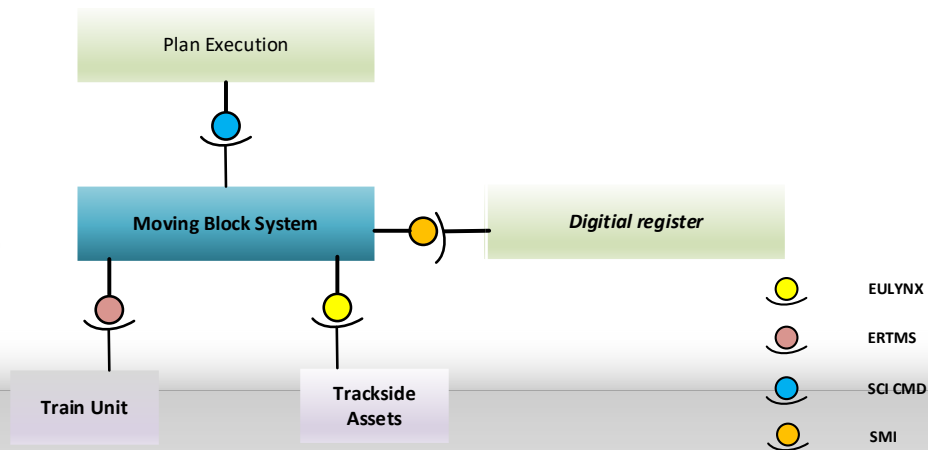 Plan Execution
Moving Block System
Digitial register
EULYNX
ERTMS
Train Unit
Trackside
Assets
SCI CMD
SMI